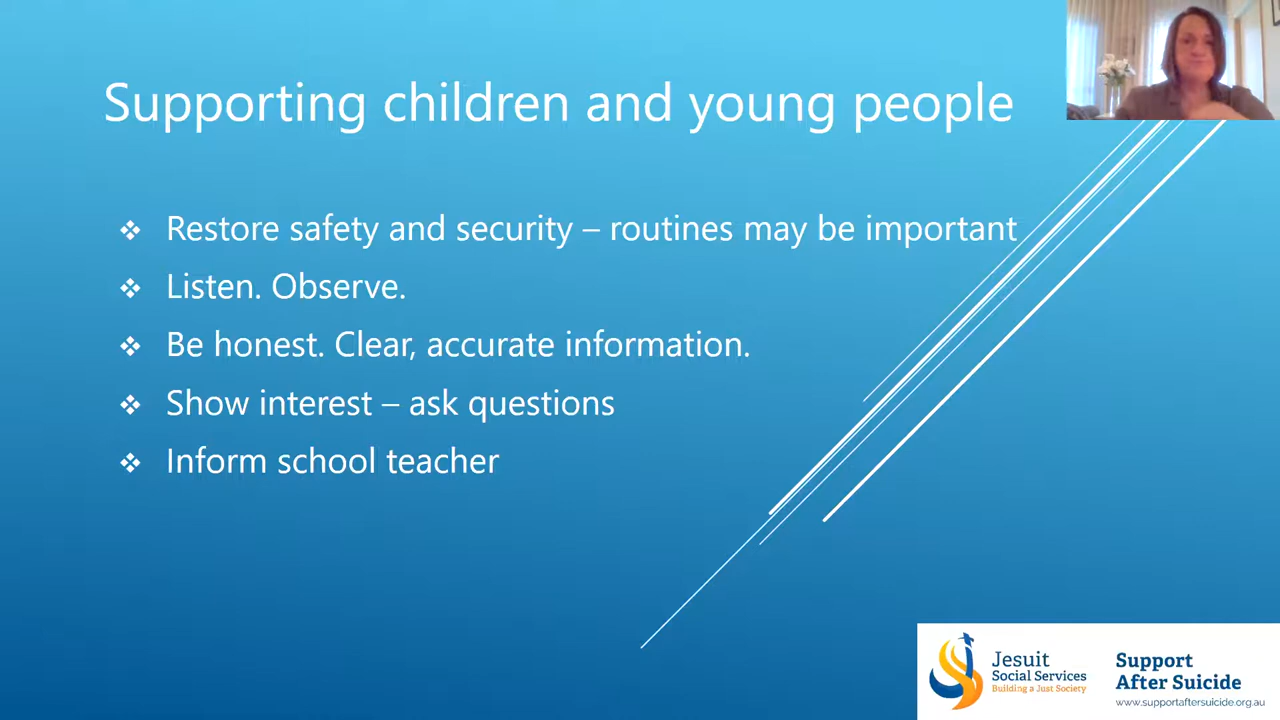 Supporting children and young people
❖ Restore safety and security – routines may be important
❖ Listen. Observe.
❖ Be honest. Clear, accurate information.
❖ Show interest – ask questions
❖ Inform school teacher
Jesuit
Social Services
Building a Just Society
Support
After Suicide
www.supportaftersuicide.org.au